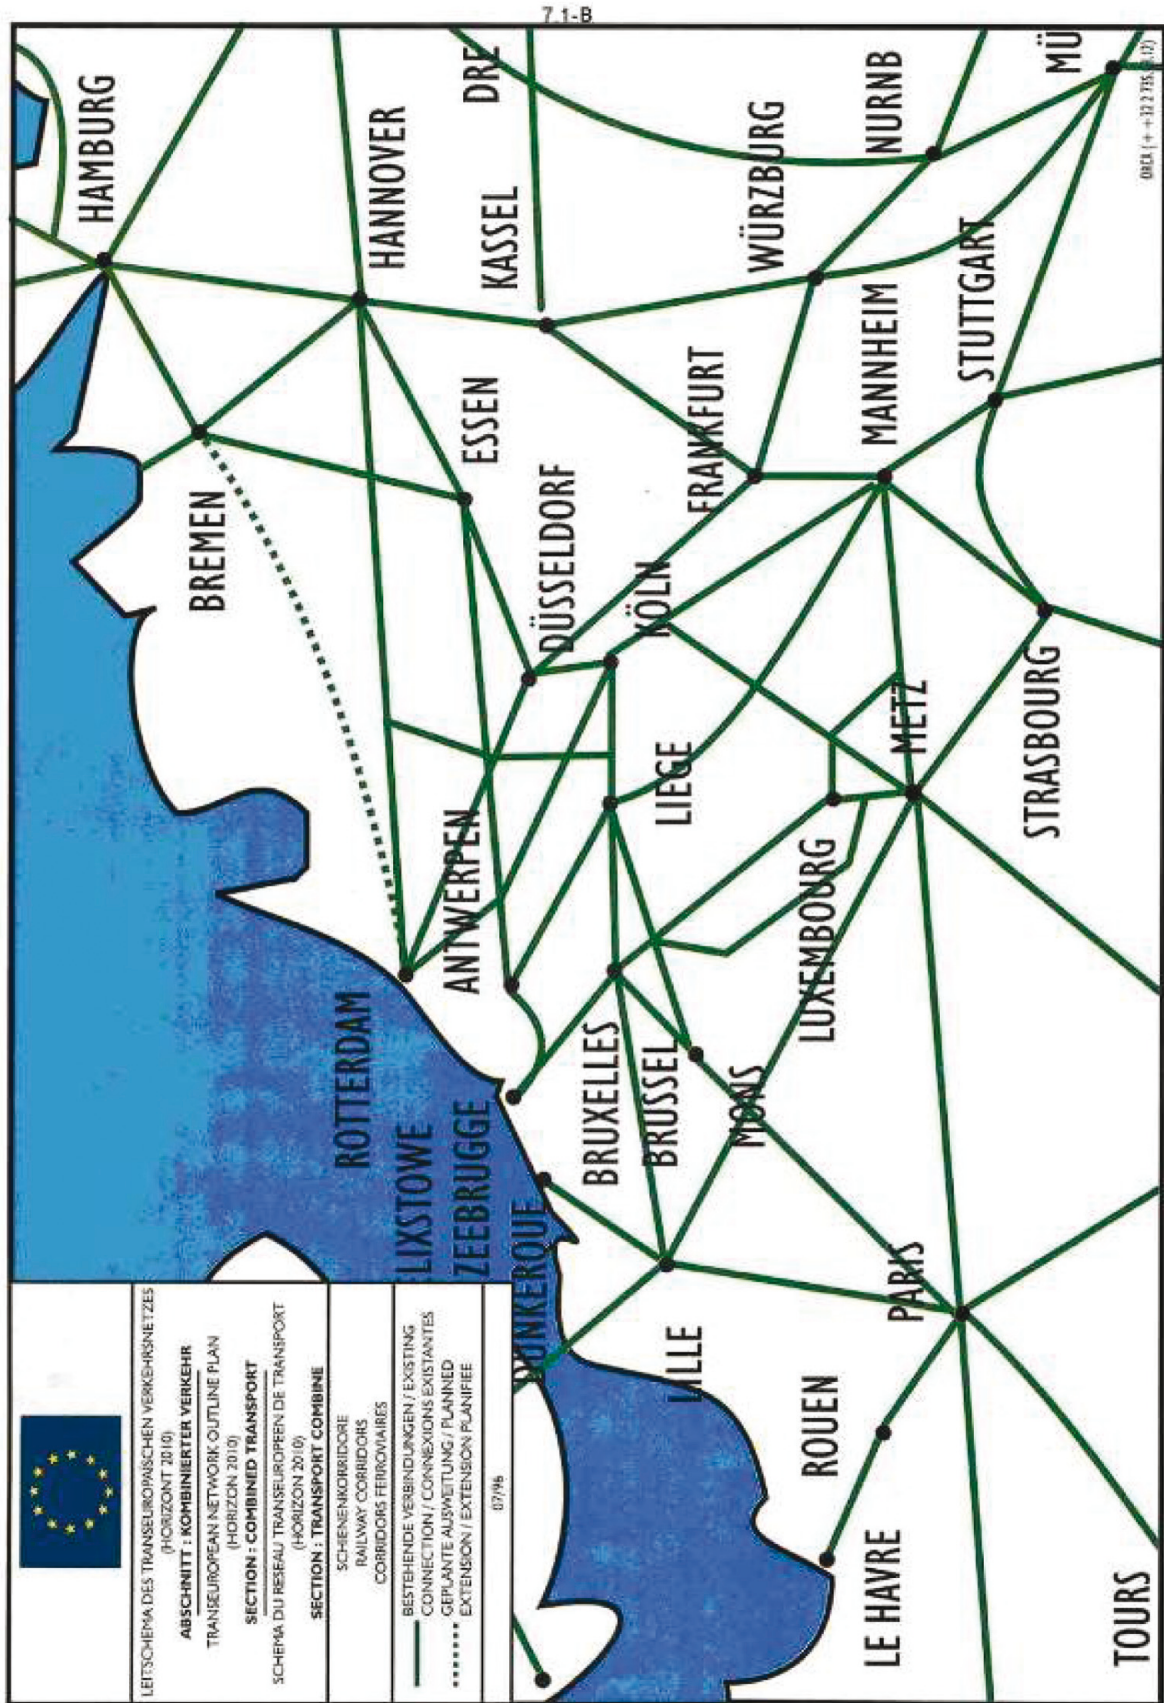 7.1-B
LEITSCHEMA DES TRANSEUROPÄISCHEN VERKEHRSNETZES
(HORIZONT 2010)
ABSCHNITT : KOMBINIERTER VERKEHR
TRANSEUROPEAN NETWORK OUTLINE PLAN
(HORIZON 2010)
SECTION : COMBINED TRANSPORT
SCHEMA DU RESEAU TRANSEUROPEEN DE TRANSPORT
(HORIZON 2010)
SECTION : TRANSPORT COMBINE
SCHIENENKORRIDORE
RAILWAY CORRIDORS
CORRIDORS FERROVIAIRES
BESTEHENDE VERBINDUNGEN / EXISTING
CONNECTION / CONNEXIONS EXISTANTES
GEPLANTE AUSWEITUNG / PLANNED
EXTENSION / EXTENSION PLANIFIEE
07/96
HAMBURG
BREMEN
HANNOVER
ROTTERDAM
ELIXSTOWE
ZEEBRUGGE
DUNKERQUE
ANTWERPEN
ESSEN
KASSEL
DRE
DÜSSELDORF
BRUXELLES
BRUSSEL
KÖLN
LIEGE
LILLE
MONS
FRANKFURT
WÜRZBURG
LUXEMBOURG
ROUEN
LE HAVRE
PARIS
METZ
MANNHEIM
NURNB
STUTTGART
STRASBOURG
MÜ
TOURS